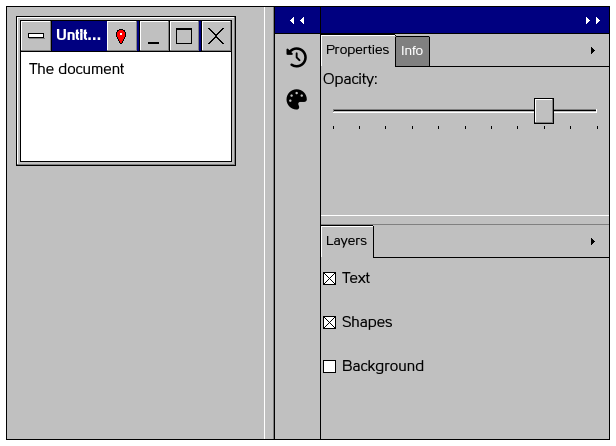 Untit...
The document
Properties
Info
Opacity:
Layers
Text
Shapes
Background